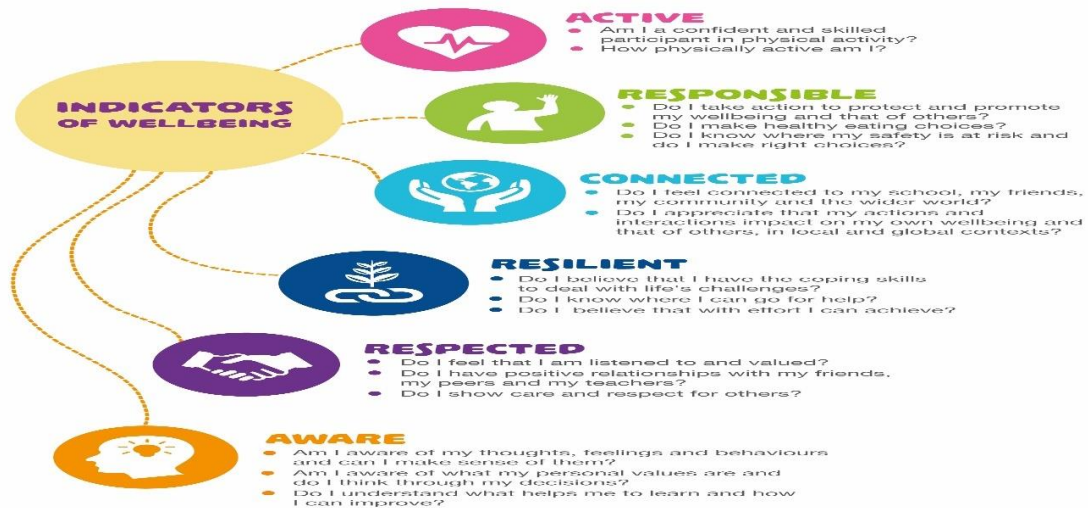 INDICATORS
OF WELLBEING
ACTIVE
• Am I a confident and skilled
participant in physical activity?
• How physically active am I?
RESPONSIBLE
• Do I take action to protect and promote
my wellbeing and that of others?
• Do I make healthy eating choices?
• Do I know where my safety is at risk and
do I make right choices?
CONNECTED
• Do I feel connected to my school, my friends,
my community and the wider world?
• Do I appreciate that my actions and
interactions impact on my own wellbeing and
that of others, in local and global contexts?
RESILIENT
• Do I believe that I have the coping skills
to deal with life's challenges?
• Do I know where I can go for help?
• Do I believe that with effort I can achieve?
RESPECTED
• Do I feel that I am listened to and valued?
• Do I have positive relationships with my friends,
my peers and my teachers?
• Do I show care and respect for others?
AWARE
• Am I aware of my thoughts, feelings and behaviours
and can I make sense of them?
• Am I aware of what my personal values are and
do I think through my decisions?
• Do I understand what helps me to learn and how
I can improve?